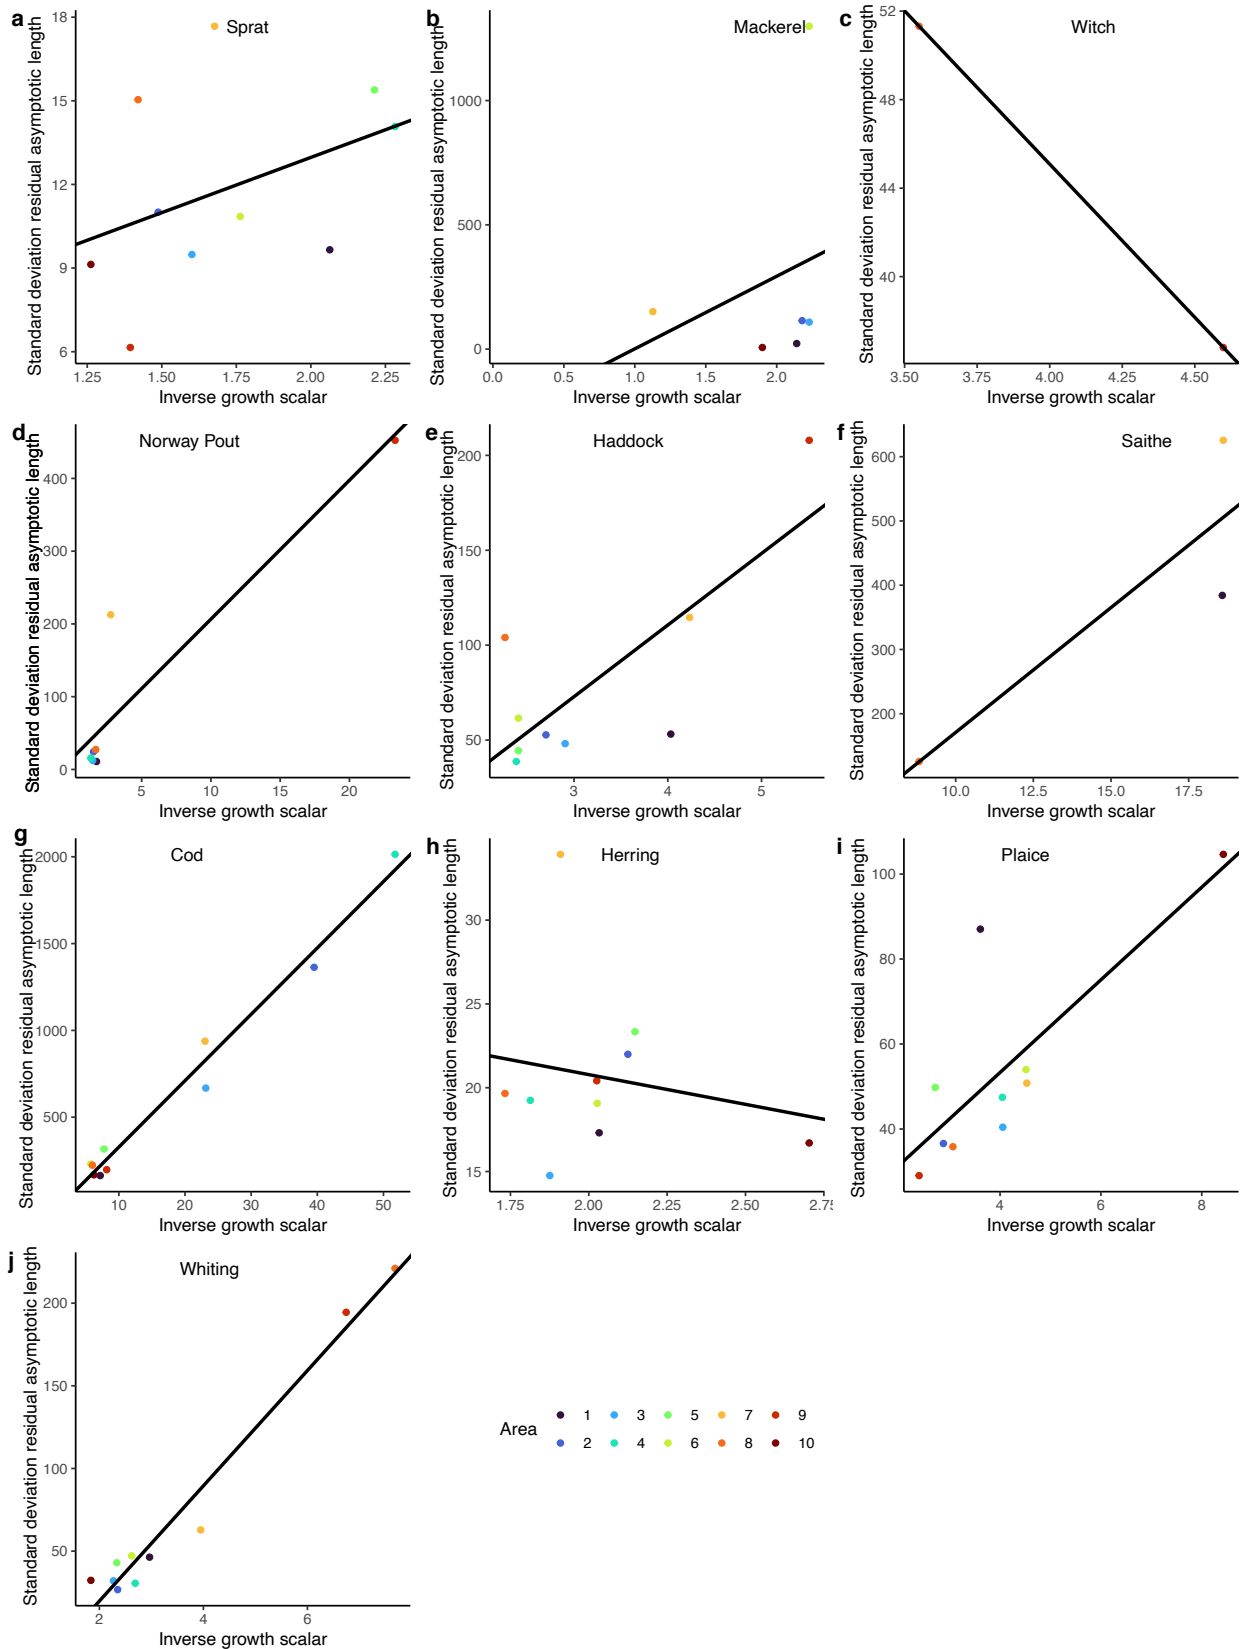 a
Sprat
Standard deviation residual asymptotic length
18
15
12
9
6
1.25 1.50 1.75 2.00 2.25
Inverse growth scalar
b
Mackerel
Standard deviation residual asymptotic length
1000
500
0
0.0 0.5 1.0 1.5 2.0
Inverse growth scalar
c
Witch
Standard deviation residual asymptotic length
52
48
44
40
3.50 3.75 4.00 4.25 4.50
Inverse growth scalar
d
Norway Pout
Standard deviation residual asymptotic length
400
300
200
100
0
5 10 15 20
Inverse growth scalar
e
Haddock
Standard deviation residual asymptotic length
200
150
100
50
3 4 5
Inverse growth scalar
f
Saithe
Standard deviation residual asymptotic length
600
500
400
300
200
10.0 12.5 15.0 17.5
Inverse growth scalar
g
Cod
Standard deviation residual asymptotic length
2000
1500
1000
500
10 20 30 40 50
Inverse growth scalar
h
Herring
Standard deviation residual asymptotic length
30
25
20
15
1.75 2.00 2.25 2.50 2.75
Inverse growth scalar
i
Plaice
Standard deviation residual asymptotic length
100
80
60
40
4 6 8
Inverse growth scalar
j
Whiting
Standard deviation residual asymptotic length
200
150
100
50
2 4 6
Inverse growth scalar
Area
1 3 5 7 9
2 4 6 8 10